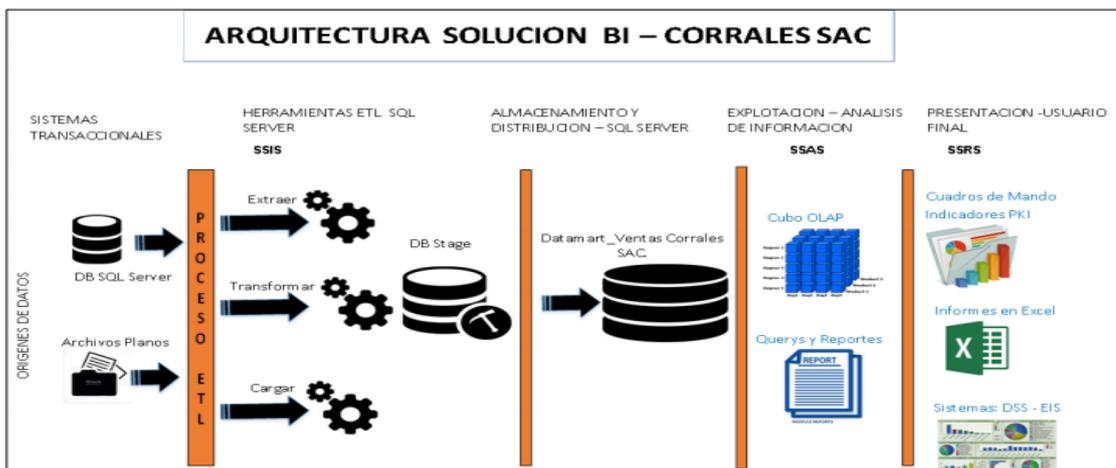 ARQUITECTURA SOLUCION BI – CORRALES SAC
SISTEMAS
TRANSACCIONALES
HERRAMIENTAS ETL SQL
SERVER
SSIS
ALMACENAMIENTO Y
DISTRIBUCION – SQL SERVER
EXPLOTACION – ANALISIS
DE INFORMACION
SSAS
PRESENTACION -USUARIO
FINAL
SSRS
ORIGENES DE DATOS
DB SQL Server
Archivos Planos
PROCESO ETL
Extraer
Transformar
Cargar
DB Stage
Datamart_Ventas Corrales
SAC.
Cubo OLAP
Querys y Reportes
REPORT
Cuadros de Mando
Indicadores PKI
Informes en Excel
X
Sistemas: DSS - EIS